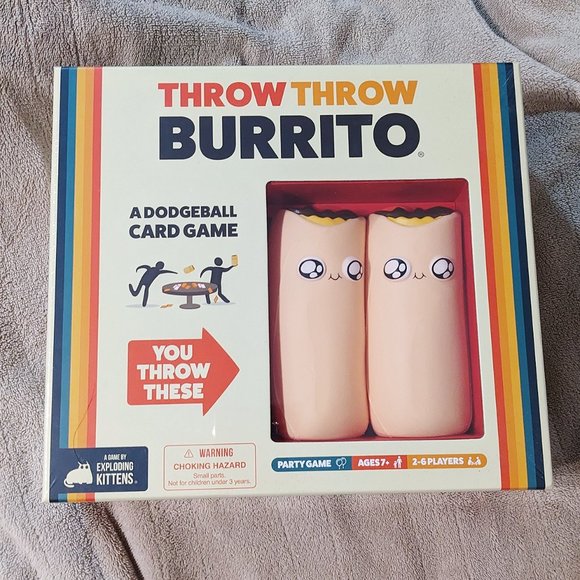 THROW THROW
BURRITO®
A DODGEBALL
CARD GAME
YOU
THROW
THESE
A GAME BY
EXPLODING
KITTENS®
⚠ WARNING
CHOKING HAZARD
Small parts.
Not for children under 3 years.
PARTY GAME
AGES 7+
2-6 PLAYERS